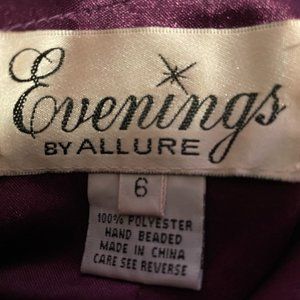 Evenings
BY ALLURE
6
100% POLYESTER
HAND BEADED
MADE IN CHINA
CARE SEE REVERSE